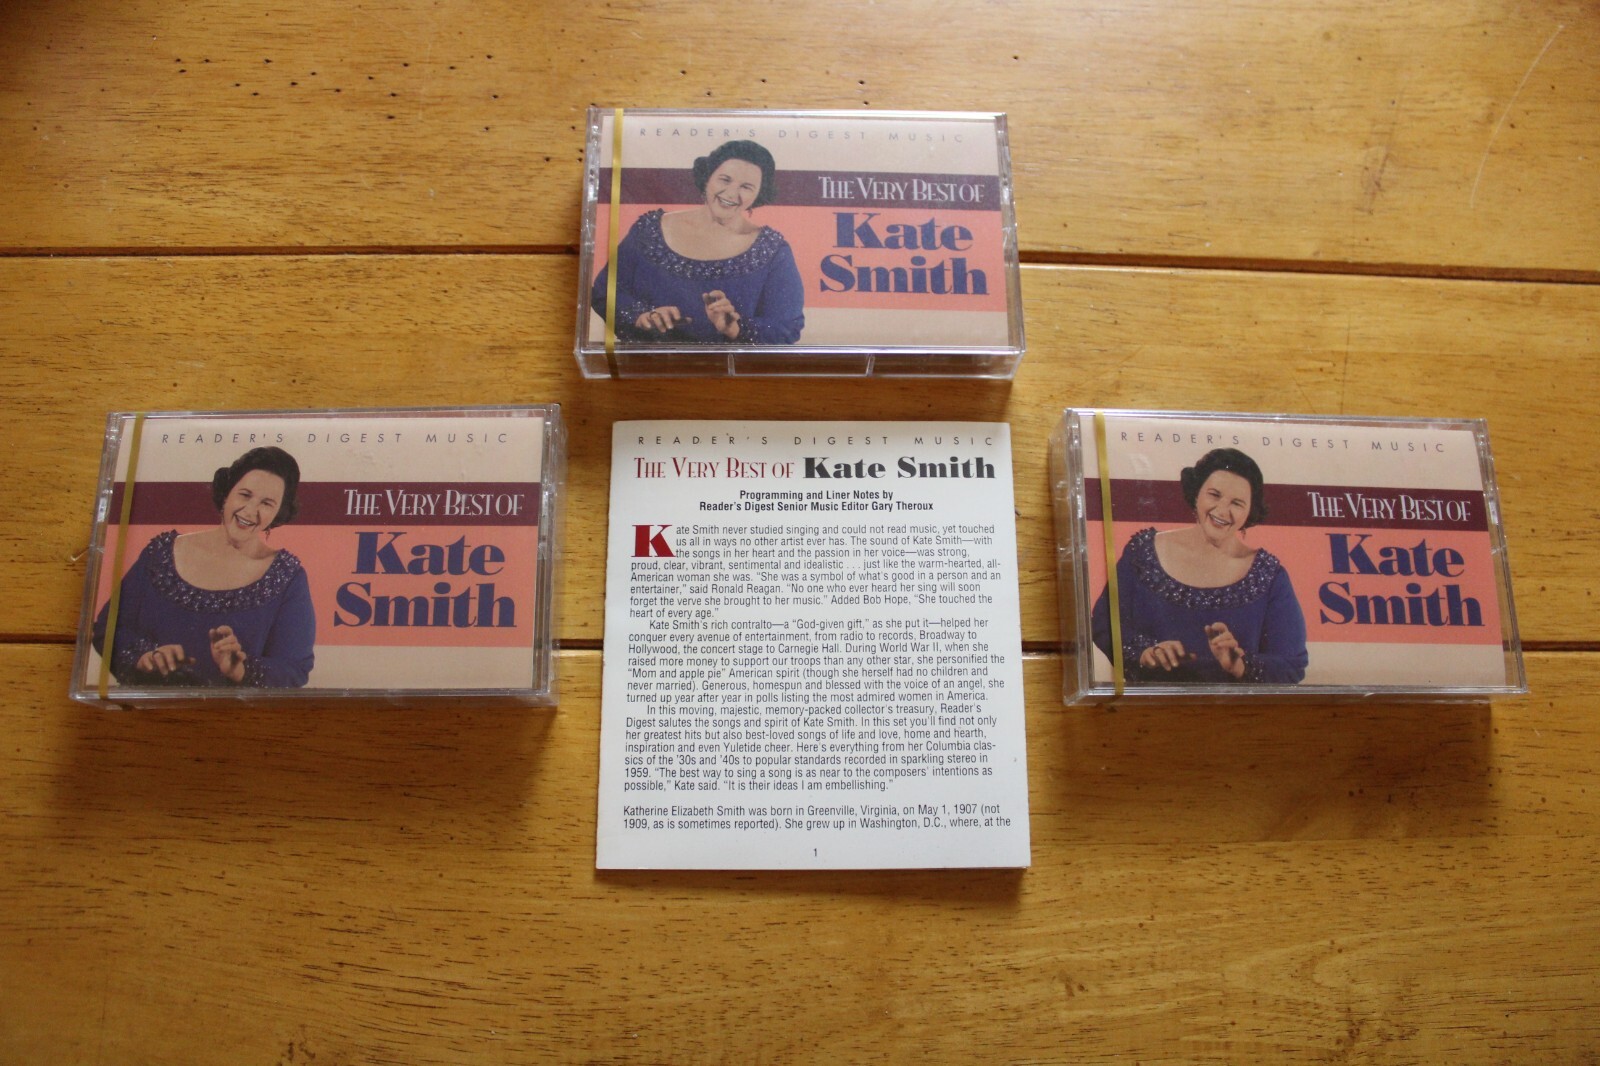 READER'S DIGEST MUSIC
THE VERY BEST OF
Kate
Smith
READER'S DIGEST MUSIC
THE VERY BEST OF
Kate
Smith
READER'S DIGEST MUSIC
THE VERY BEST OF Kate Smith
Programming and Liner Notes by
Reader's Digest Senior Music Editor Gary Theroux
Kate Smith never studied singing and could not read music, yet touched
us all in ways no other artist ever has. The sound of Kate Smith—with
the songs in her heart and the passion in her voice—was strong,
proud, clear, vibrant, sentimental and idealistic . . . just like the warm-hearted, all-
American woman she was. "She was a symbol of what's good in a person and an
entertainer," said Ronald Reagan. "No one who ever heard her sing will soon
forget the verve she brought to her music." Added Bob Hope, "She touched the
heart of every age."
Kate Smith's rich contralto—a "God-given gift," as she put it—helped her
conquer every avenue of entertainment, from radio to records, Broadway to
Hollywood, the concert stage to Carnegie Hall. During World War II, when she
raised more money to support our troops than any other star, she personified the
"Mom and apple pie" American spirit (though she herself had no children and
never married). Generous, homespun and blessed with the voice of an angel, she
turned up year after year in polls listing the most admired women in America.
In this moving, majestic, memory-packed collector's treasury, Reader's
Digest salutes the songs and spirit of Kate Smith. In this set you'll find not only
her greatest hits but also best-loved songs of life and love, home and hearth,
inspiration and even Yuletide cheer. Here's everything from her Columbia clas-
sics of the '30s and '40s to popular standards recorded in sparkling stereo in
1959. "The best way to sing a song is as near to the composers' intentions as
possible," Kate said. "It is their ideas I am embellishing."
Katherine Elizabeth Smith was born in Greenville, Virginia, on May 1, 1907 (not
1909, as is sometimes reported). She grew up in Washington, D.C., where, at the
1
READER'S DIGEST MUSIC
THE VERY BEST OF
Kate
Smith